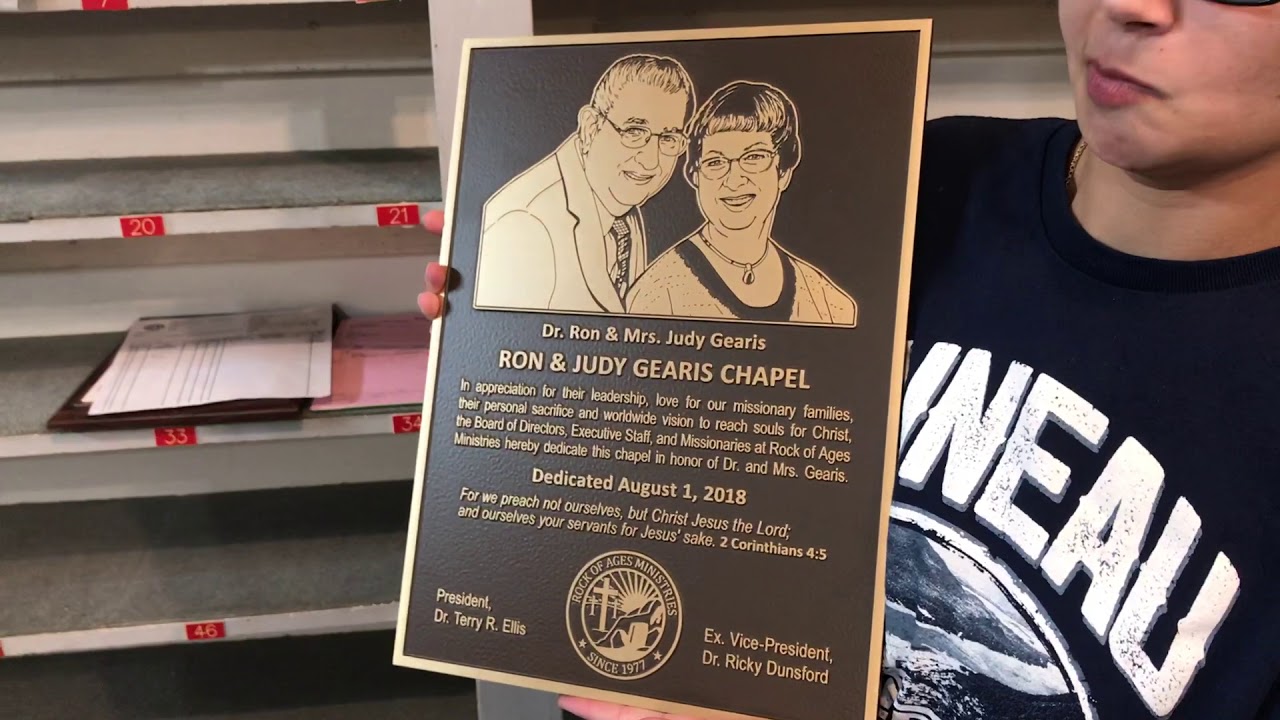 7
20
21
33
34
46
Dr. Ron & Mrs. Judy Gearis
RON & JUDY GEARIS CHAPEL
In appreciation for their leadership, love for our missionary families,
their personal sacrifice and worldwide vision to reach souls for Christ,
the Board of Directors, Executive Staff, and Missionaries at Rock of Ages
Ministries hereby dedicate this chapel in honor of Dr. and Mrs. Gearis.
Dedicated August 1, 2018
For we preach not ourselves, but Christ Jesus the Lord;
and ourselves your servants for Jesus' sake. 2 Corinthians 4:5
ROCK OF AGES MINISTRIES
SINCE 1977
President,
Dr. Terry R. Ellis
Ex. Vice-President,
Dr. Ricky Dunsford
UNEAU